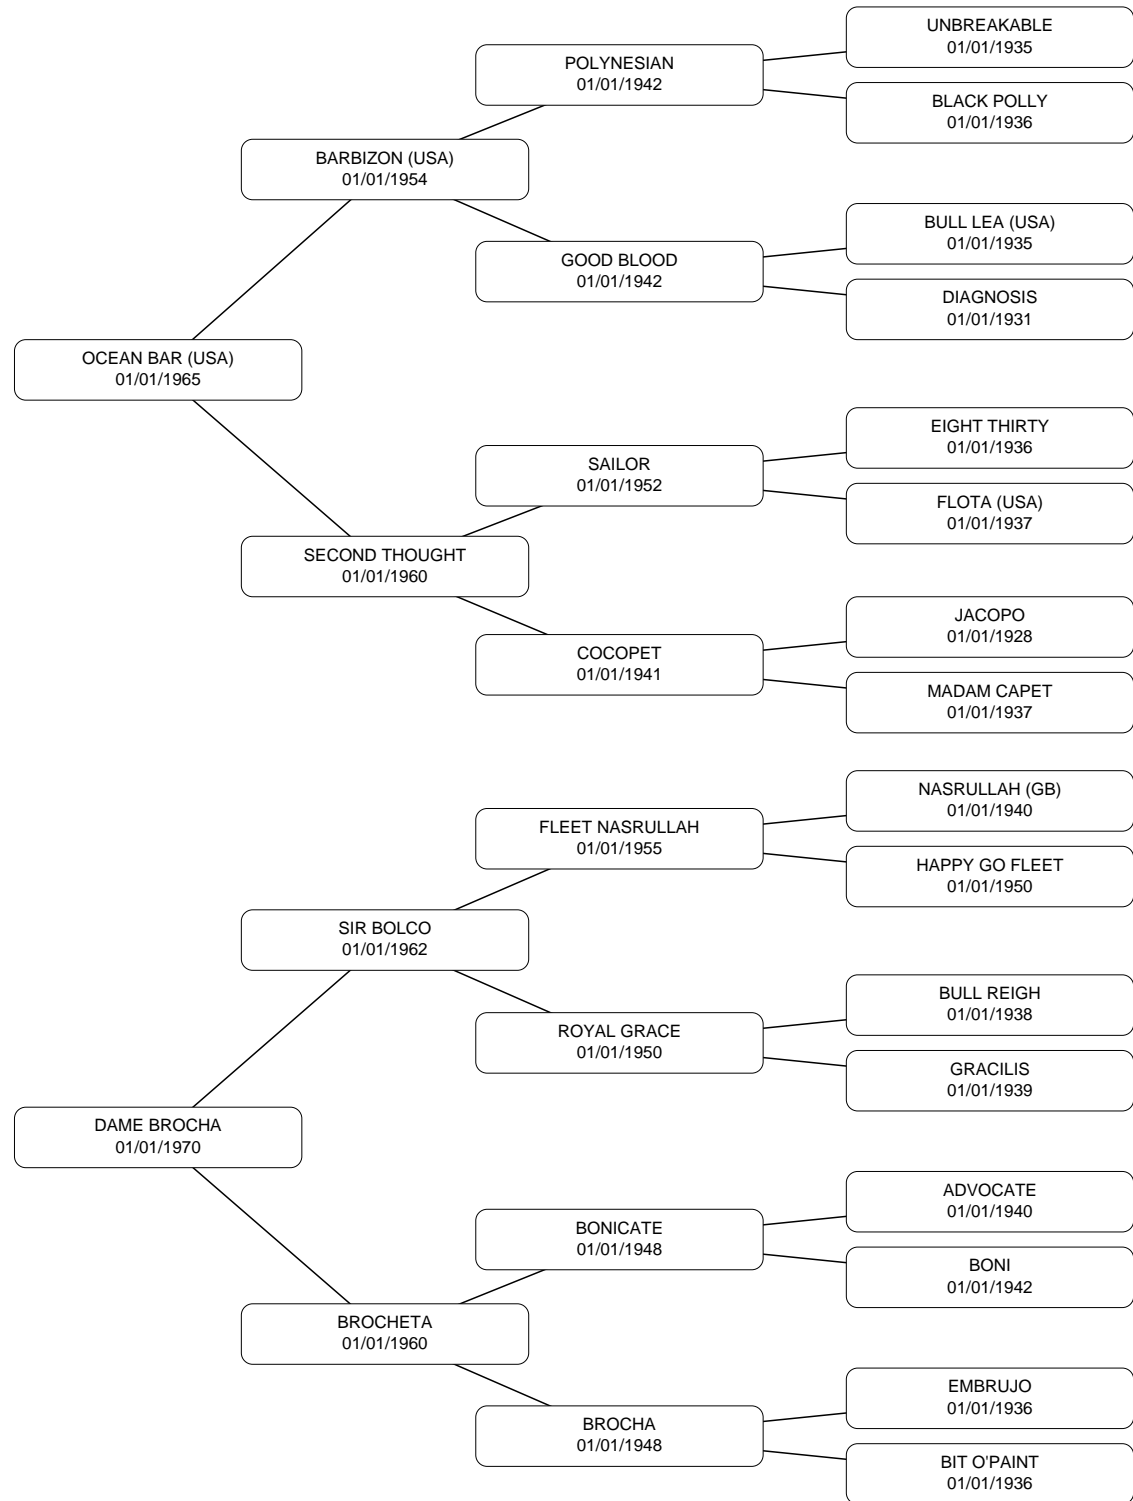 UNBREAKABLE
01/01/1935
POLYNESIAN
01/01/1942
BLACK POLLY
01/01/1936
BARBIZON (USA)
01/01/1954
BULL LEA (USA)
01/01/1935
GOOD BLOOD
01/01/1942
DIAGNOSIS
01/01/1931
OCEAN BAR (USA)
01/01/1965
EIGHT THIRTY
01/01/1936
SAILOR
01/01/1952
FLOTA (USA)
01/01/1937
SECOND THOUGHT
01/01/1960
JACOPO
01/01/1928
COCOPET
01/01/1941
MADAM CAPET
01/01/1937
NASRULLAH (GB)
01/01/1940
FLEET NASRULLAH
01/01/1955
HAPPY GO FLEET
01/01/1950
SIR BOLCO
01/01/1962
BULL REIGH
01/01/1938
ROYAL GRACE
01/01/1950
GRACILIS
01/01/1939
DAME BROCHA
01/01/1970
ADVOCATE
01/01/1940
BONICATE
01/01/1948
BONI
01/01/1942
BROCHETA
01/01/1960
EMBRUJO
01/01/1936
BROCHA
01/01/1948
BIT O'PAINT
01/01/1936